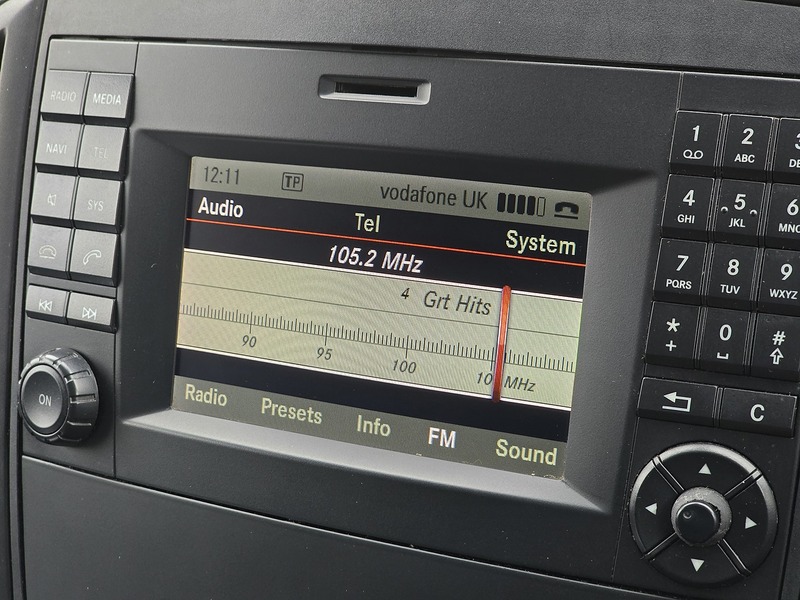 RADIO MEDIA
NAVI TEL
SYS
ON
12:11 TP vodafone UK
Audio Tel System
105.2 MHz
4 Grt Hits
90 95 100 MHz
Radio Presets Info FM Sound
1 2 ABC 3
4 GHI 5 JKL 6
7 PQRS 8 TUV 9 WXYZ
* + 0 #
C